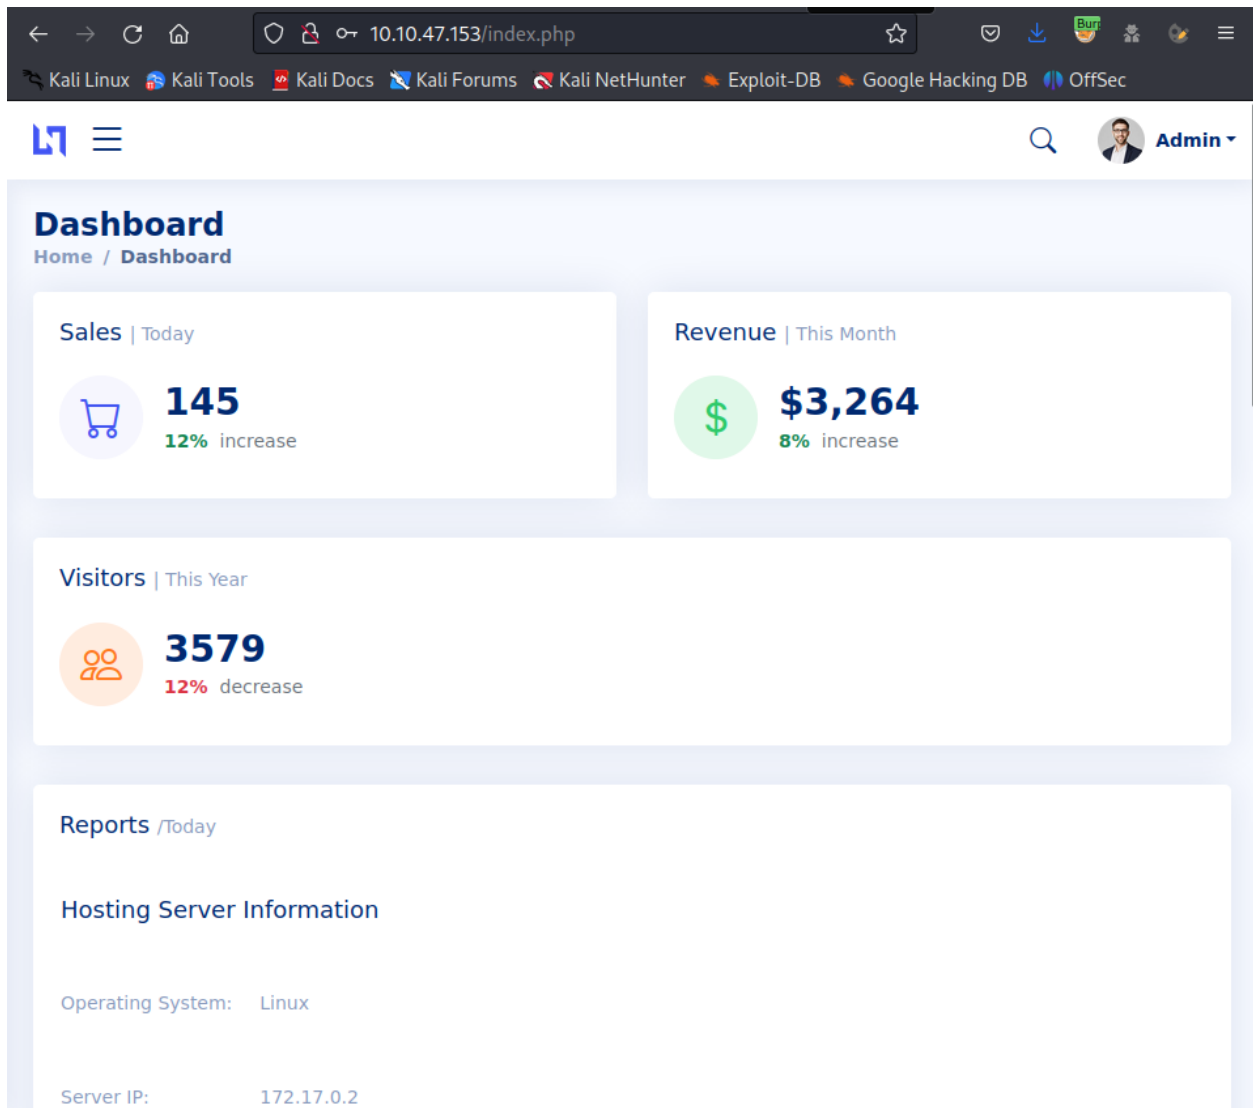 10.10.47.153/index.php
Burp
Kali Linux Kali Tools Kali Docs Kali Forums Kali NetHunter Exploit-DB Google Hacking DB OffSec
Admin
Dashboard
Home / Dashboard
Sales | Today
145
12% increase
Revenue | This Month
$3,264
8% increase
Visitors | This Year
3579
12% decrease
Reports /Today
Hosting Server Information
Operating System: Linux
Server IP: 172.17.0.2